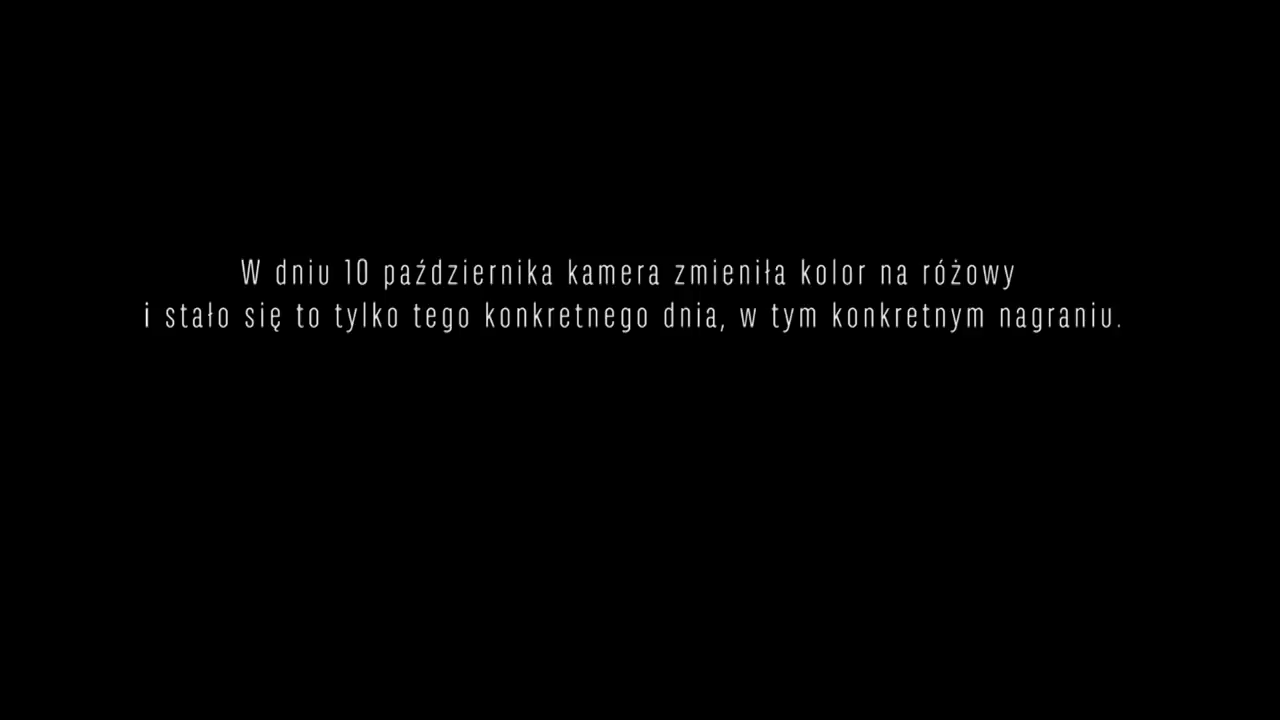 W dniu 10 października kamera zmieniła kolor na różowy
i stało się to tylko tego konkretnego dnia, w tym konkretnym nagraniu.